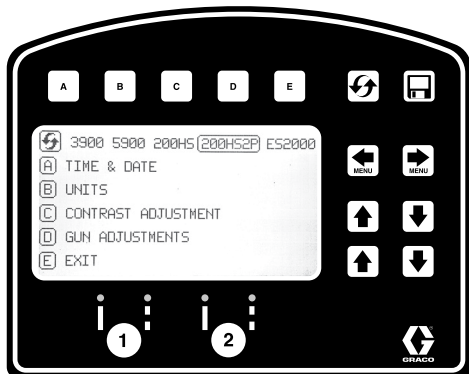 A B C D E
3900 5900 200HS 200HS2P ES2000
A TIME & DATE
MENU MENU
B UNITS
C CONTRAST ADJUSTMENT
D GUN ADJUSTMENTS
E EXIT
1 2
GRACO